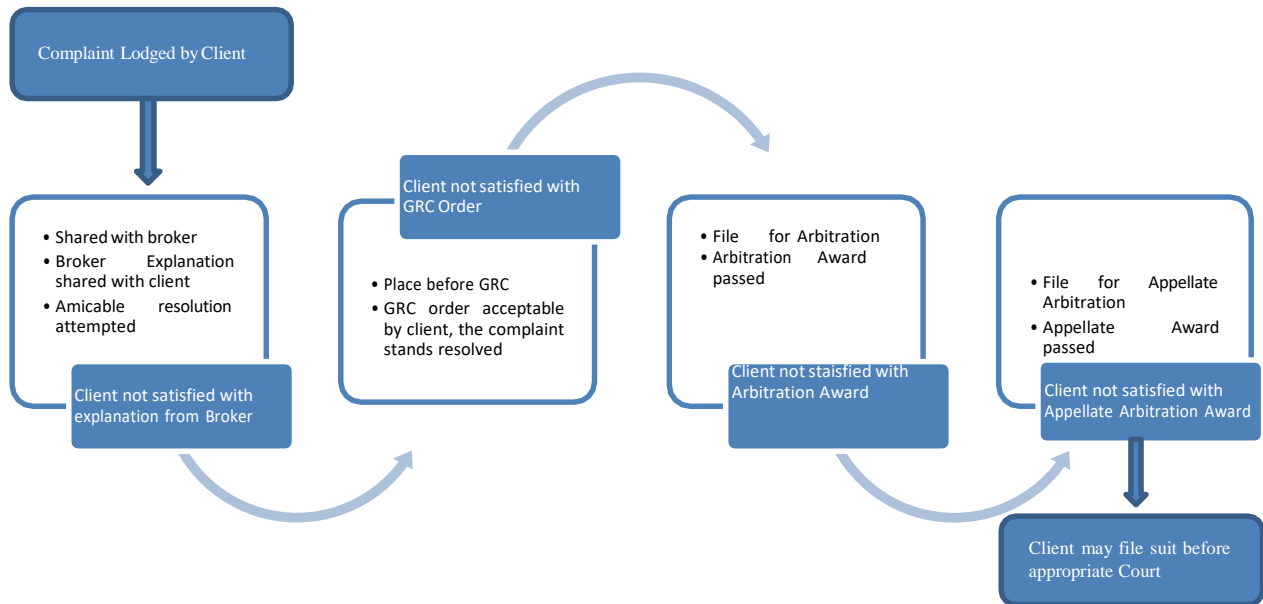 Complaint Lodged by Client
• Shared with broker
• Broker Explanation
shared with client
• Amicable resolution
attempted
Client not satisfied with
explanation from Broker
Client not satisfied with
GRC Order
• Place before GRC
• GRC order acceptable
by client, the complaint
stands resolved
• File for Arbitration
• Arbitration Award
passed
Client not staisfied with
Arbitration Award
• File for Appellate
Arbitration
• Appellate Award
passed
Client not satisfied with
Appellate Arbitration Award
Client may file suit before
appropriate Court